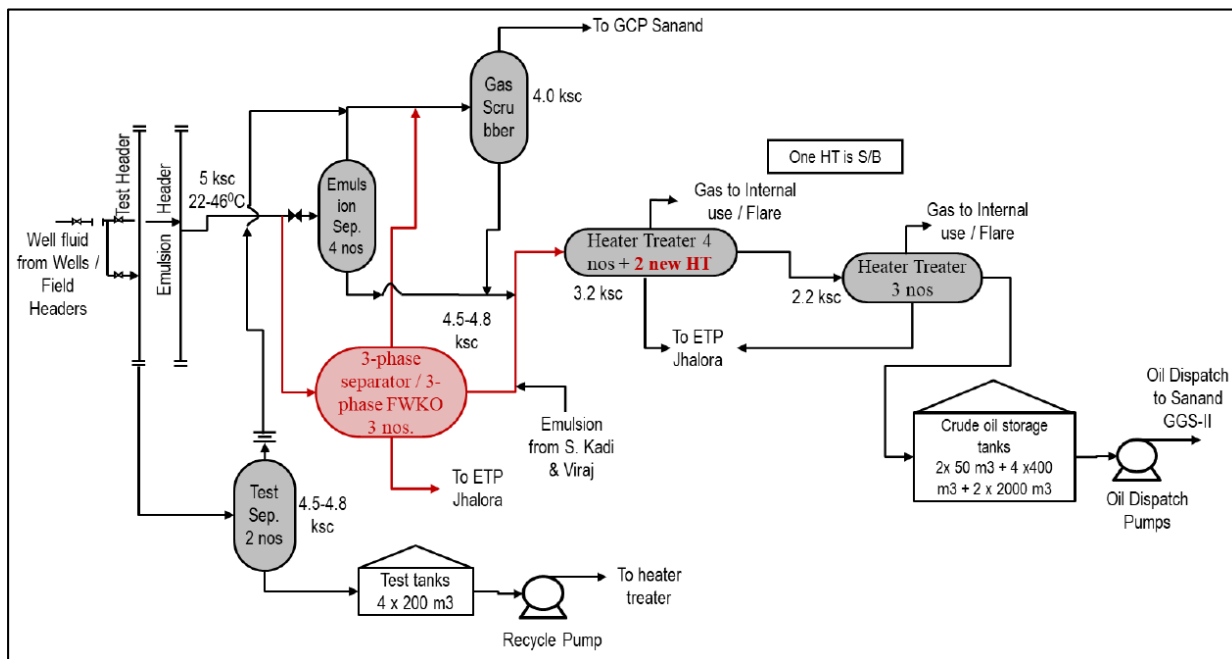 To GCP Sanand
Gas
Scru
bber
4.0 ksc
One HT is S/B
Test Header
Emulsion Header
5 ksc
22-46⁰C
Emuls
ion
Sep.
4 nos
Well fluid
from Wells /
Field
Headers
Gas to Internal
use / Flare
Heater Treater 4
nos + 2 new HT
3.2 ksc
Gas to Internal
use / Flare
Heater Treater
3 nos
2.2 ksc
4.5-4.8
ksc
To ETP
Jhalora
3-phase
separator / 3-
phase FWKO
3 nos.
Emulsion
from S. Kadi
& Viraj
To ETP
Jhalora
Test
Sep.
2 nos
4.5-4.8
ksc
Test tanks
4 x 200 m3
Recycle Pump
To heater
treater
Crude oil storage
tanks
2x 50 m3 + 4 x400
m3 + 2 x 2000 m3
Oil Dispatch
to Sanand
GGS-II
Oil Dispatch
Pumps